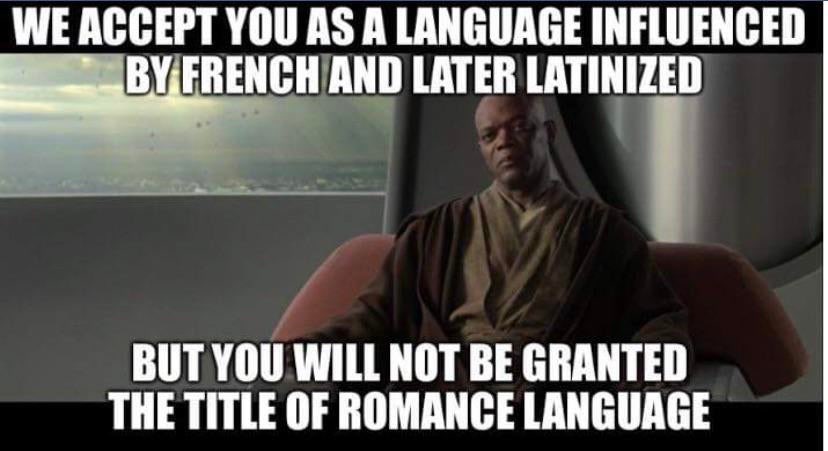 WE ACCEPT YOU AS A LANGUAGE INFLUENCED
BY FRENCH AND LATER LATINIZED
BUT YOU WILL NOT BE GRANTED
THE TITLE OF ROMANCE LANGUAGE